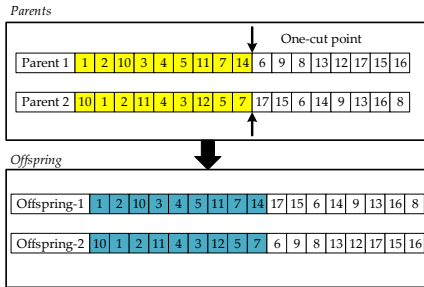 Parents
One-cut point
Parent 1 1 2 10 3 4 5 11 7 14 6 9 8 13 12 17 15 16
Parent 2 10 1 2 11 4 3 12 5 7 17 15 6 14 9 13 16 8
Offspring
Offspring-1 1 2 10 3 4 5 11 7 14 17 15 6 14 9 13 16 8
Offspring-2 10 1 2 11 4 3 12 5 7 6 9 8 13 12 17 15 16